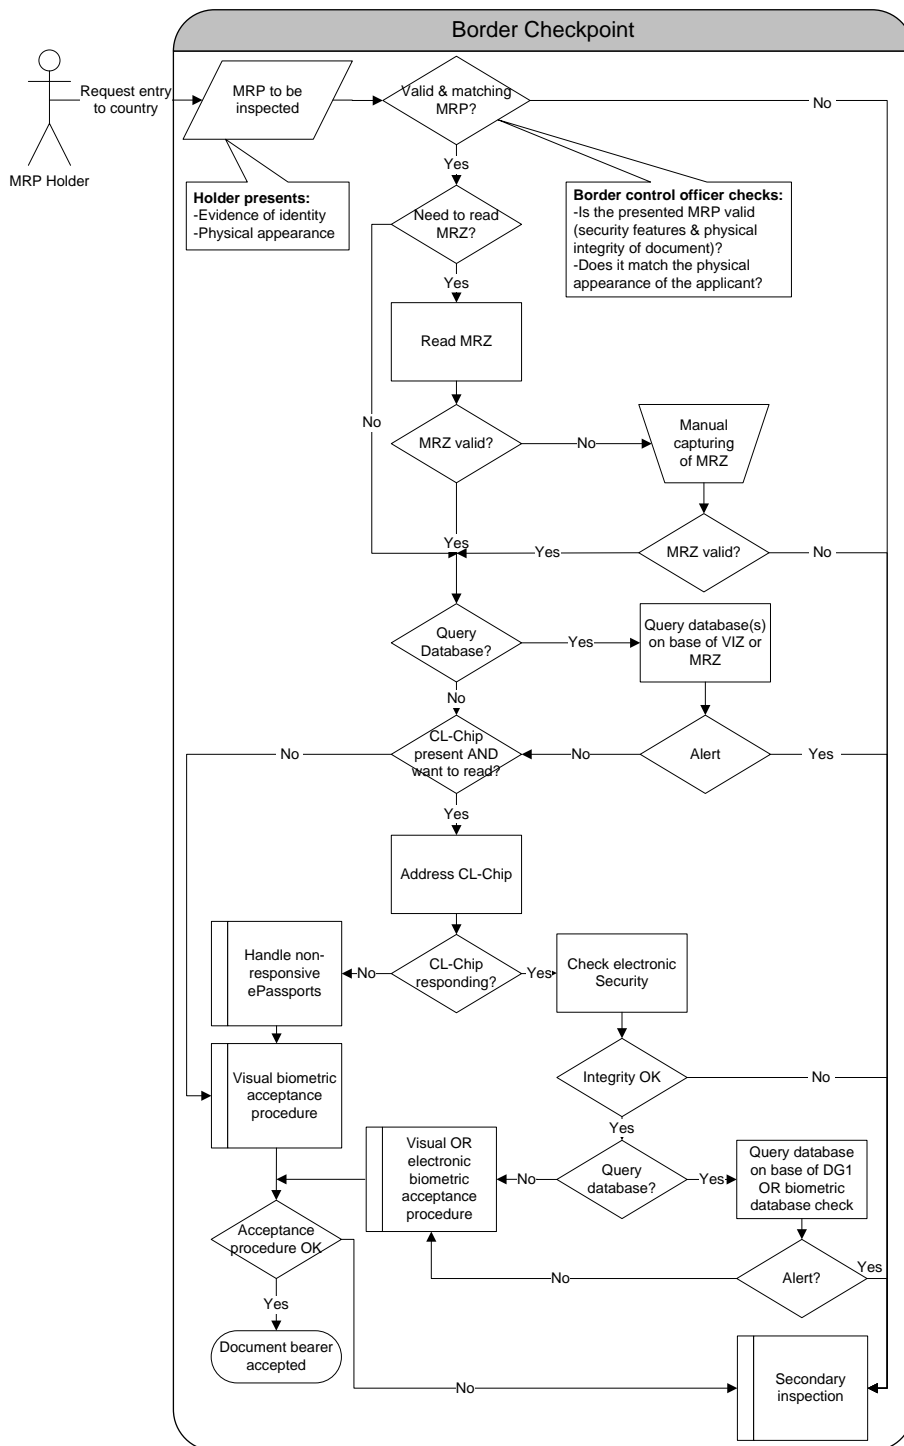 Border Checkpoint
Request entry
to country
MRP Holder
MRP to be
inspected
Valid & matching
MRP?
No
Yes
Holder presents:
-Evidence of identity
-Physical appearance
Border control officer checks:
-Is the presented MRP valid
(security features & physical
integrity of document)?
-Does it match the physical
appearance of the applicant?
Need to read
MRZ?
Yes
No
Read MRZ
MRZ valid?
No
Manual
capturing
of MRZ
Yes
Yes
MRZ valid?
No
Query
Database?
Yes
Query database(s)
on base of VIZ or
MRZ
No
No
CL-Chip
present AND
want to read?
No
Alert
Yes
Yes
Address CL-Chip
Handle non-
responsive
ePassports
No
CL-Chip
responding?
Yes
Check electronic
Security
Visual biometric
acceptance
procedure
Integrity OK
No
Yes
Visual OR
electronic
biometric
acceptance
procedure
No
Query
database?
Yes
Query database
on base of DG1
OR biometric
database check
Acceptance
procedure OK
No
Alert?
Yes
Yes
Document bearer
accepted
No
Secondary
inspection